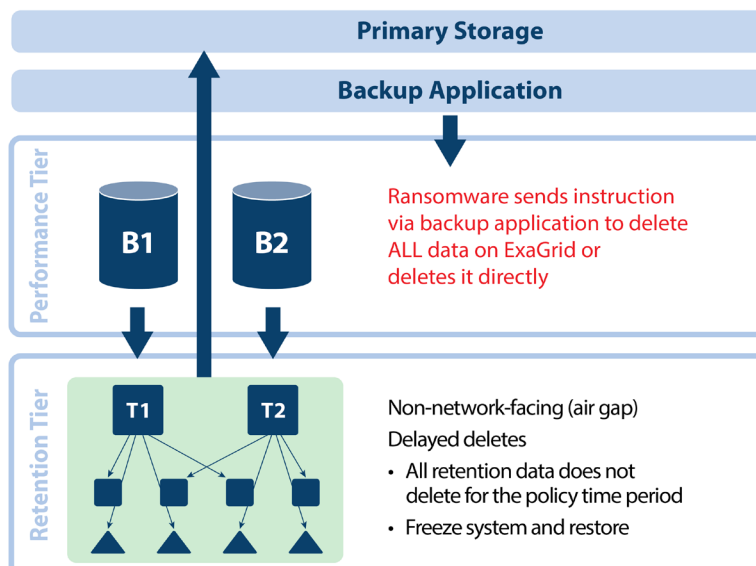 Primary Storage
Backup Application
Performance Tier
B1
B2
Ransomware sends instruction
via backup application to delete
ALL data on ExaGrid or
deletes it directly
Retention Tier
T1
T2
Non-network-facing (air gap)
Delayed deletes
• All retention data does not
delete for the policy time period
• Freeze system and restore